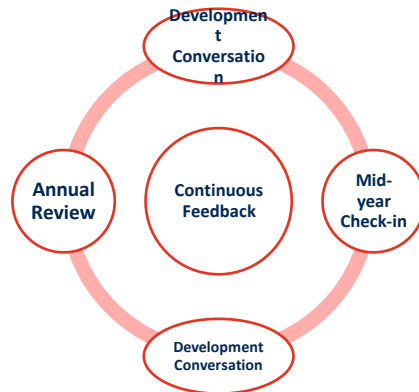 Developmen
t
Conversatio
n
Annual
Review
Continuous
Feedback
Mid-
year
Check-in
Development
Conversation